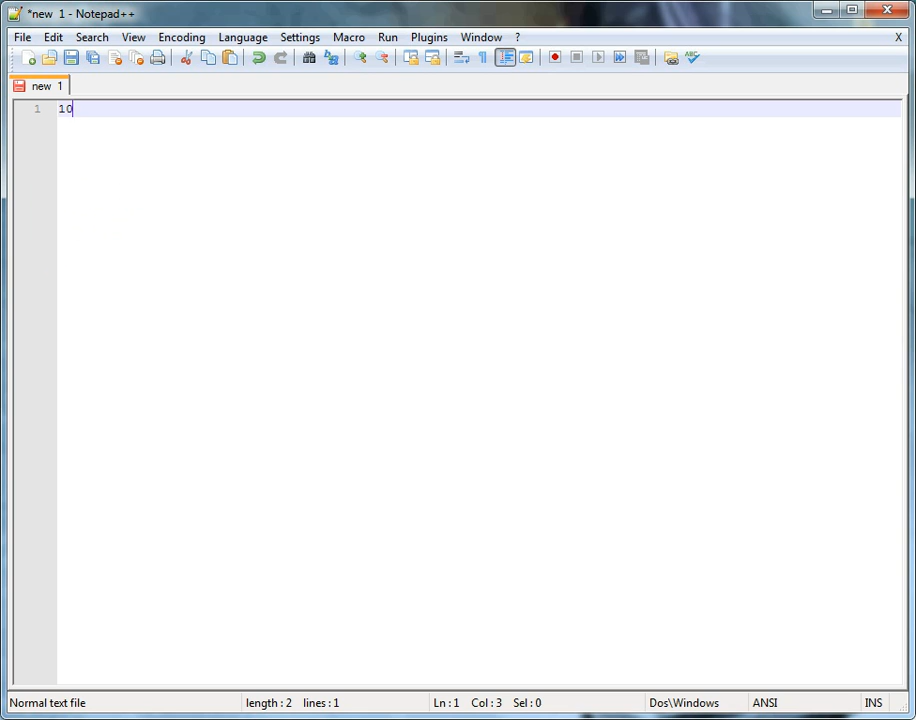 *new 1 - Notepad++
File Edit Search View Encoding Language Settings Macro Run Plugins Window ? X
new 1
1 10
Normal text file length : 2 lines : 1 Ln : 1 Col : 3 Sel : 0 Dos\Windows ANSI INS